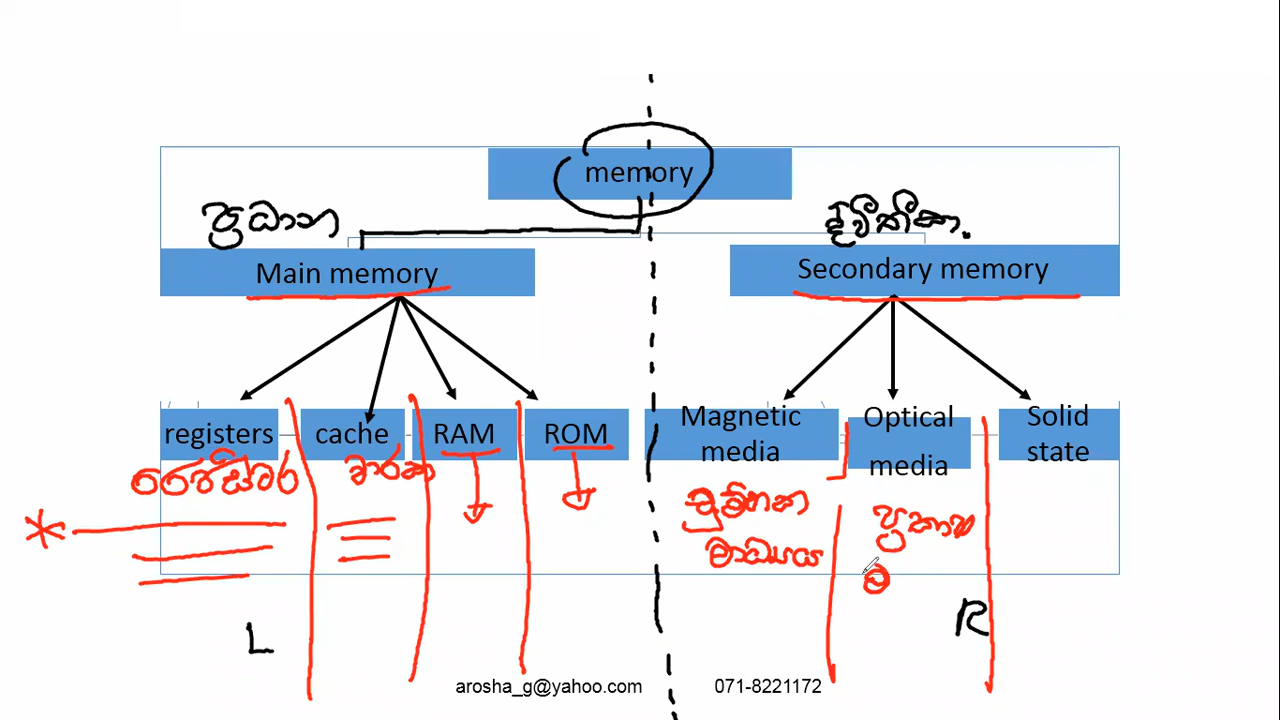 memory
ප්‍රධාන
ද්වීතීක.
Main memory
Secondary memory
registers
cache
RAM
ROM
Magnetic
media
Optical
media
Solid
state
රෙජිස්ටර
වාරක
චුම්භක
මාධ්‍යය
ප්‍රකාශ
ම
L
R
arosha_g@yahoo.com
071-8221172